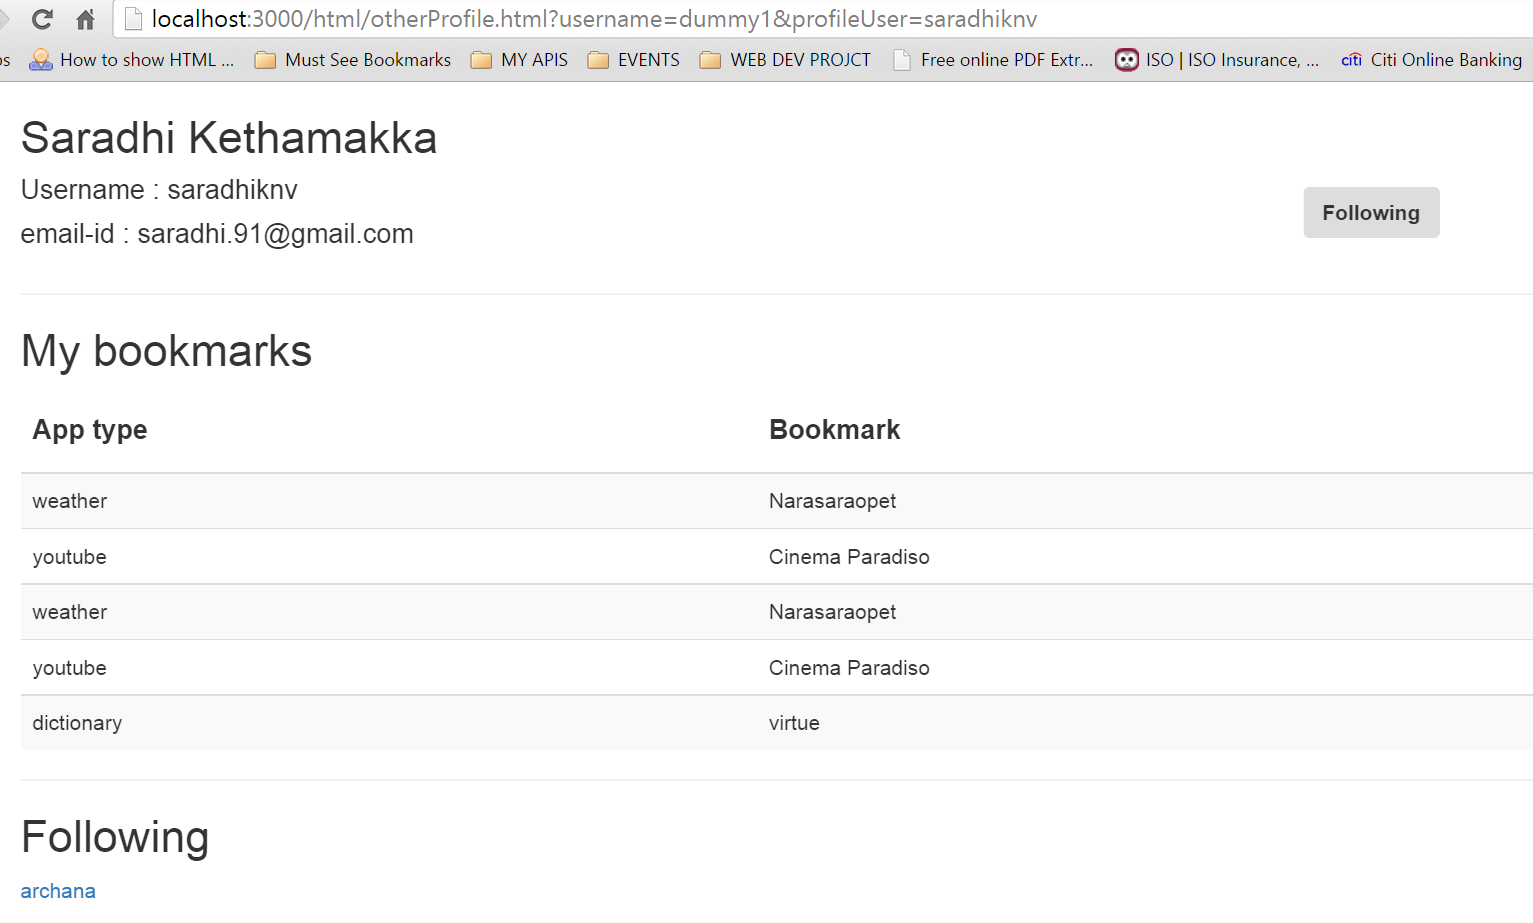 localhost:3000/html/otherProfile.html?username=dummy1&profileUser=saradhiknv
os How to show HTML ... Must See Bookmarks MY APIS EVENTS WEB DEV PROJCT Free online PDF Extr... ISO | ISO Insurance, ... citi Citi Online Banking
Saradhi Kethamakka
Username : saradhiknv
email-id : saradhi.91@gmail.com
Following
My bookmarks
App type Bookmark
weather Narasaraopet
youtube Cinema Paradiso
weather Narasaraopet
youtube Cinema Paradiso
dictionary virtue
Following
archana